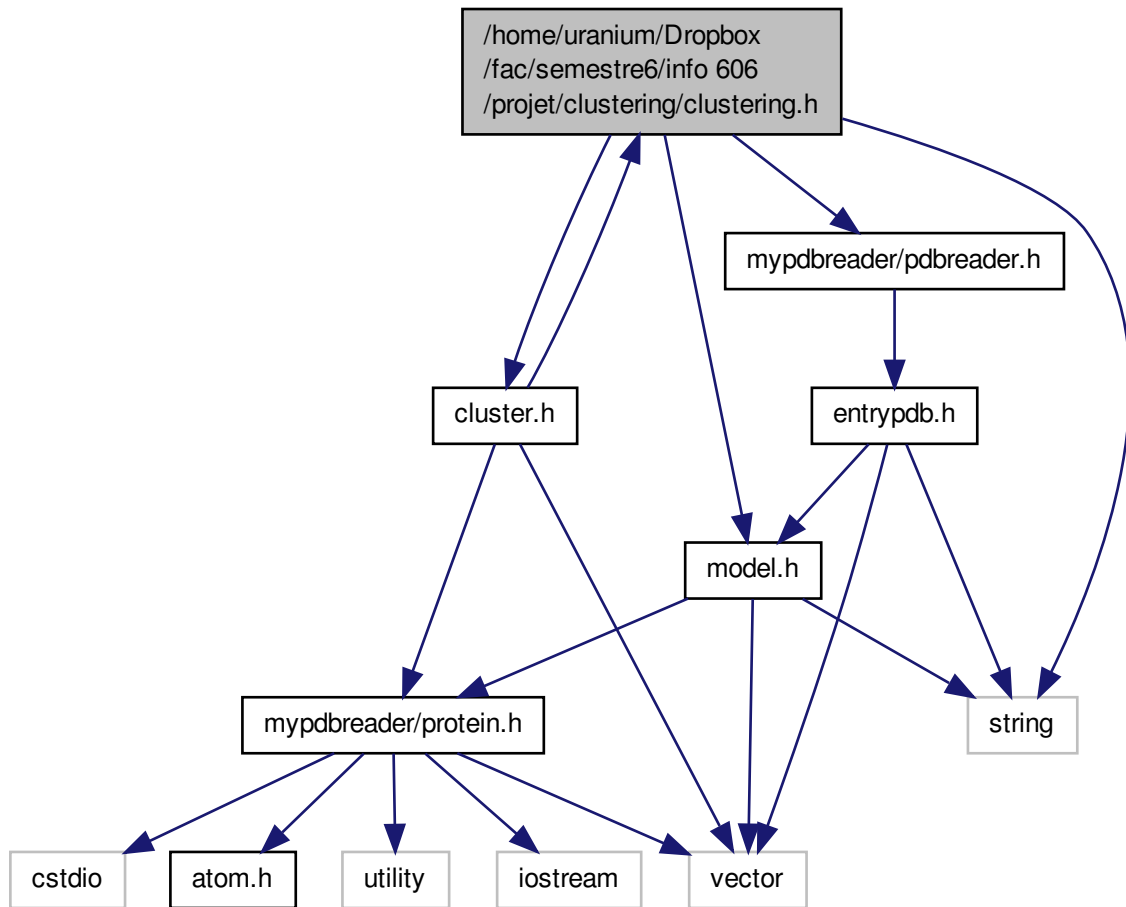 /home/uranium/Dropbox
/fac/semestre6/info 606
/projet/clustering/clustering.h
mypdbreader/pdbreader.h
cluster.h
entrypdb.h
model.h
mypdbreader/protein.h
string
cstdio
atom.h
utility
iostream
vector